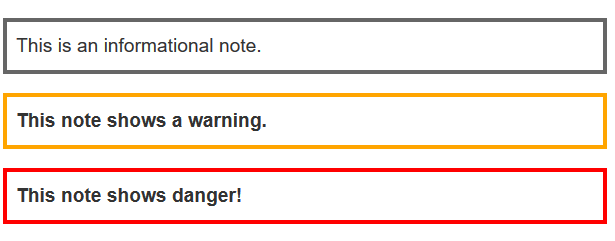 This is an informational note.
This note shows a warning.
This note shows danger!